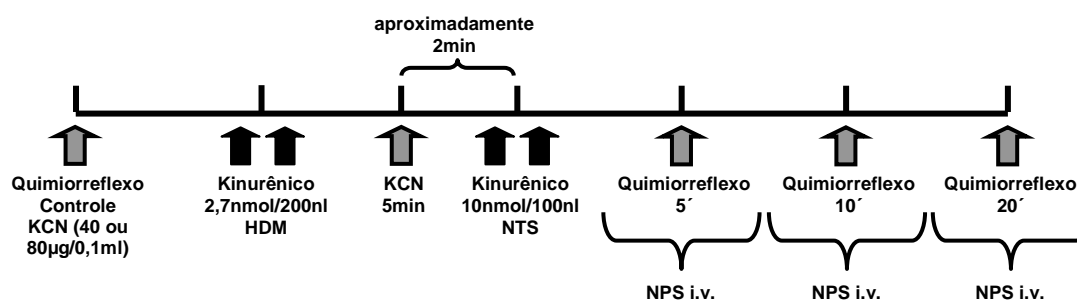 aproximadamente
2min
Quimiorreflexo
Controle
KCN (40 ou
80µg/0,1ml)
Kinurênico
2,7nmol/200nl
HDM
KCN
5min
Kinurênico
10nmol/100nl
NTS
Quimiorreflexo
5´
Quimiorreflexo
10´
Quimiorreflexo
20´
NPS i.v.
NPS i.v.
NPS i.v.